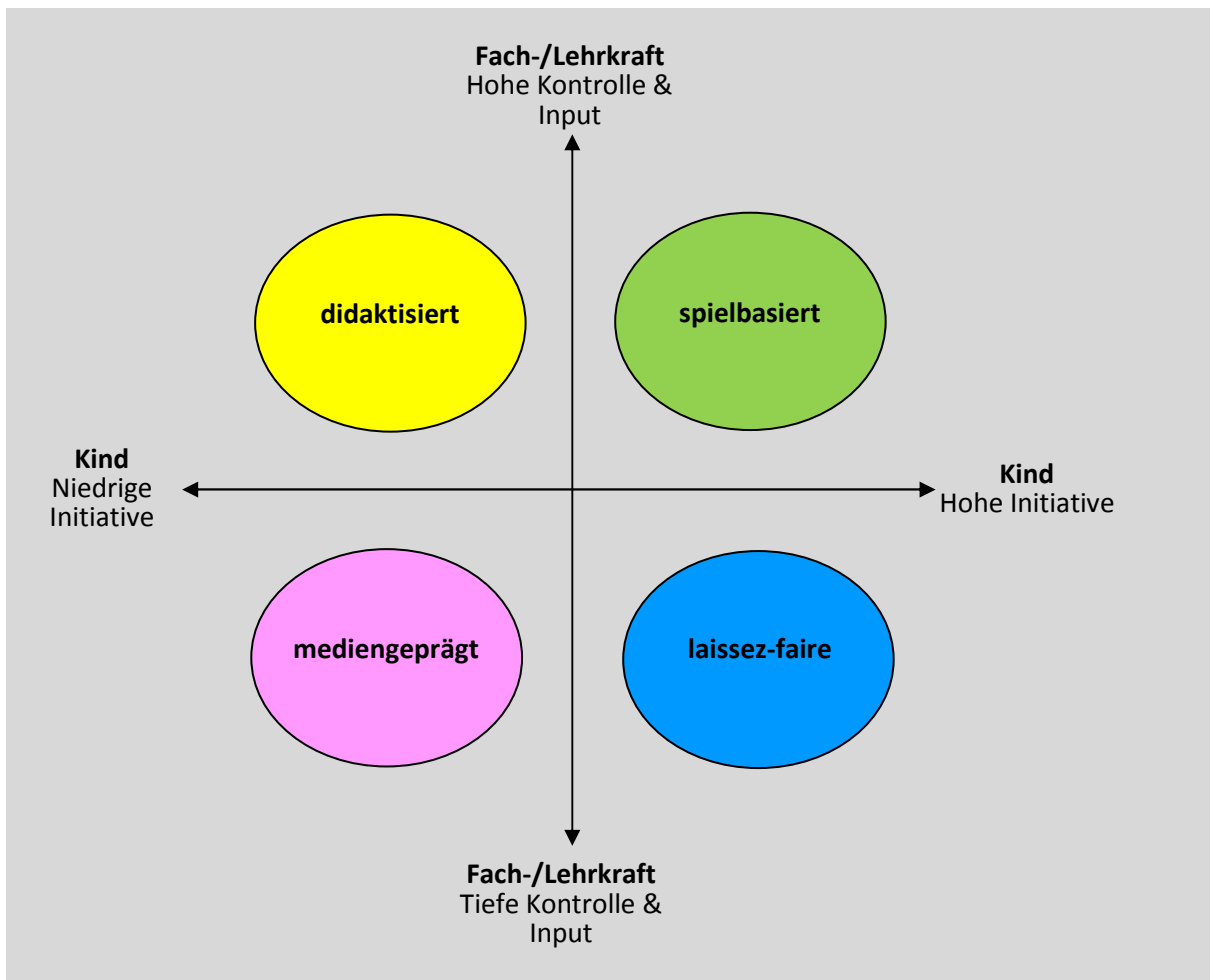 Fach-/Lehrkraft
Hohe Kontrolle &
Input
didaktisiert
spielbasiert
Kind
Niedrige
Initiative
Kind
Hohe Initiative
mediengeprägt
laissez-faire
Fach-/Lehrkraft
Tiefe Kontrolle &
Input